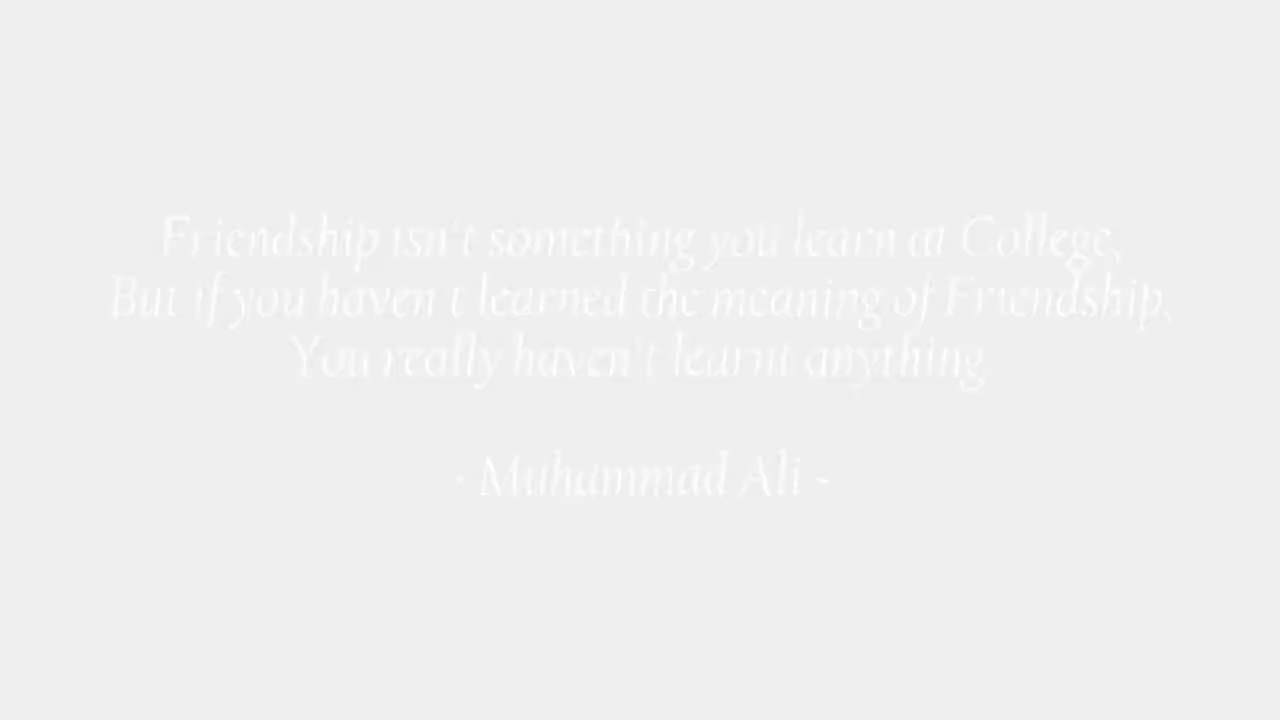 Friendship isn't something you learn at College,
But if you haven't learned the meaning of Friendship,
You really haven't learnt anything
- Muhammad Ali -